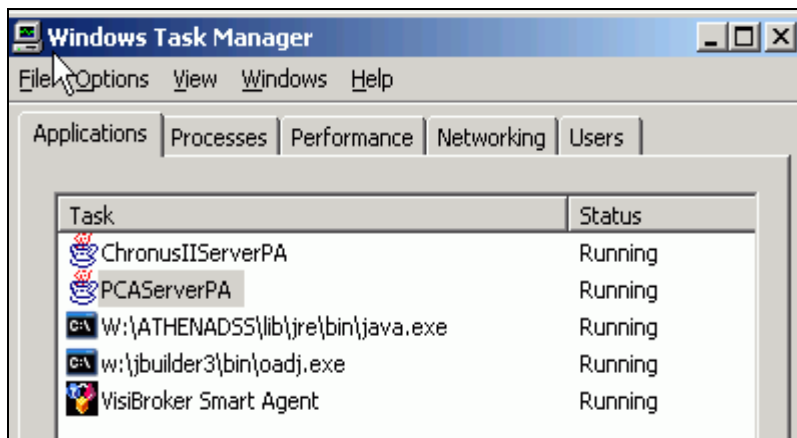 Windows Task Manager
File Options View Windows Help
Applications Processes Performance Networking Users
Task Status
ChronusIIServerPA Running
PCAServerPA Running
W:\ATHENADSS\lib\jre\bin\java.exe Running
w:\jbuilder3\bin\oadj.exe Running
VisiBroker Smart Agent Running